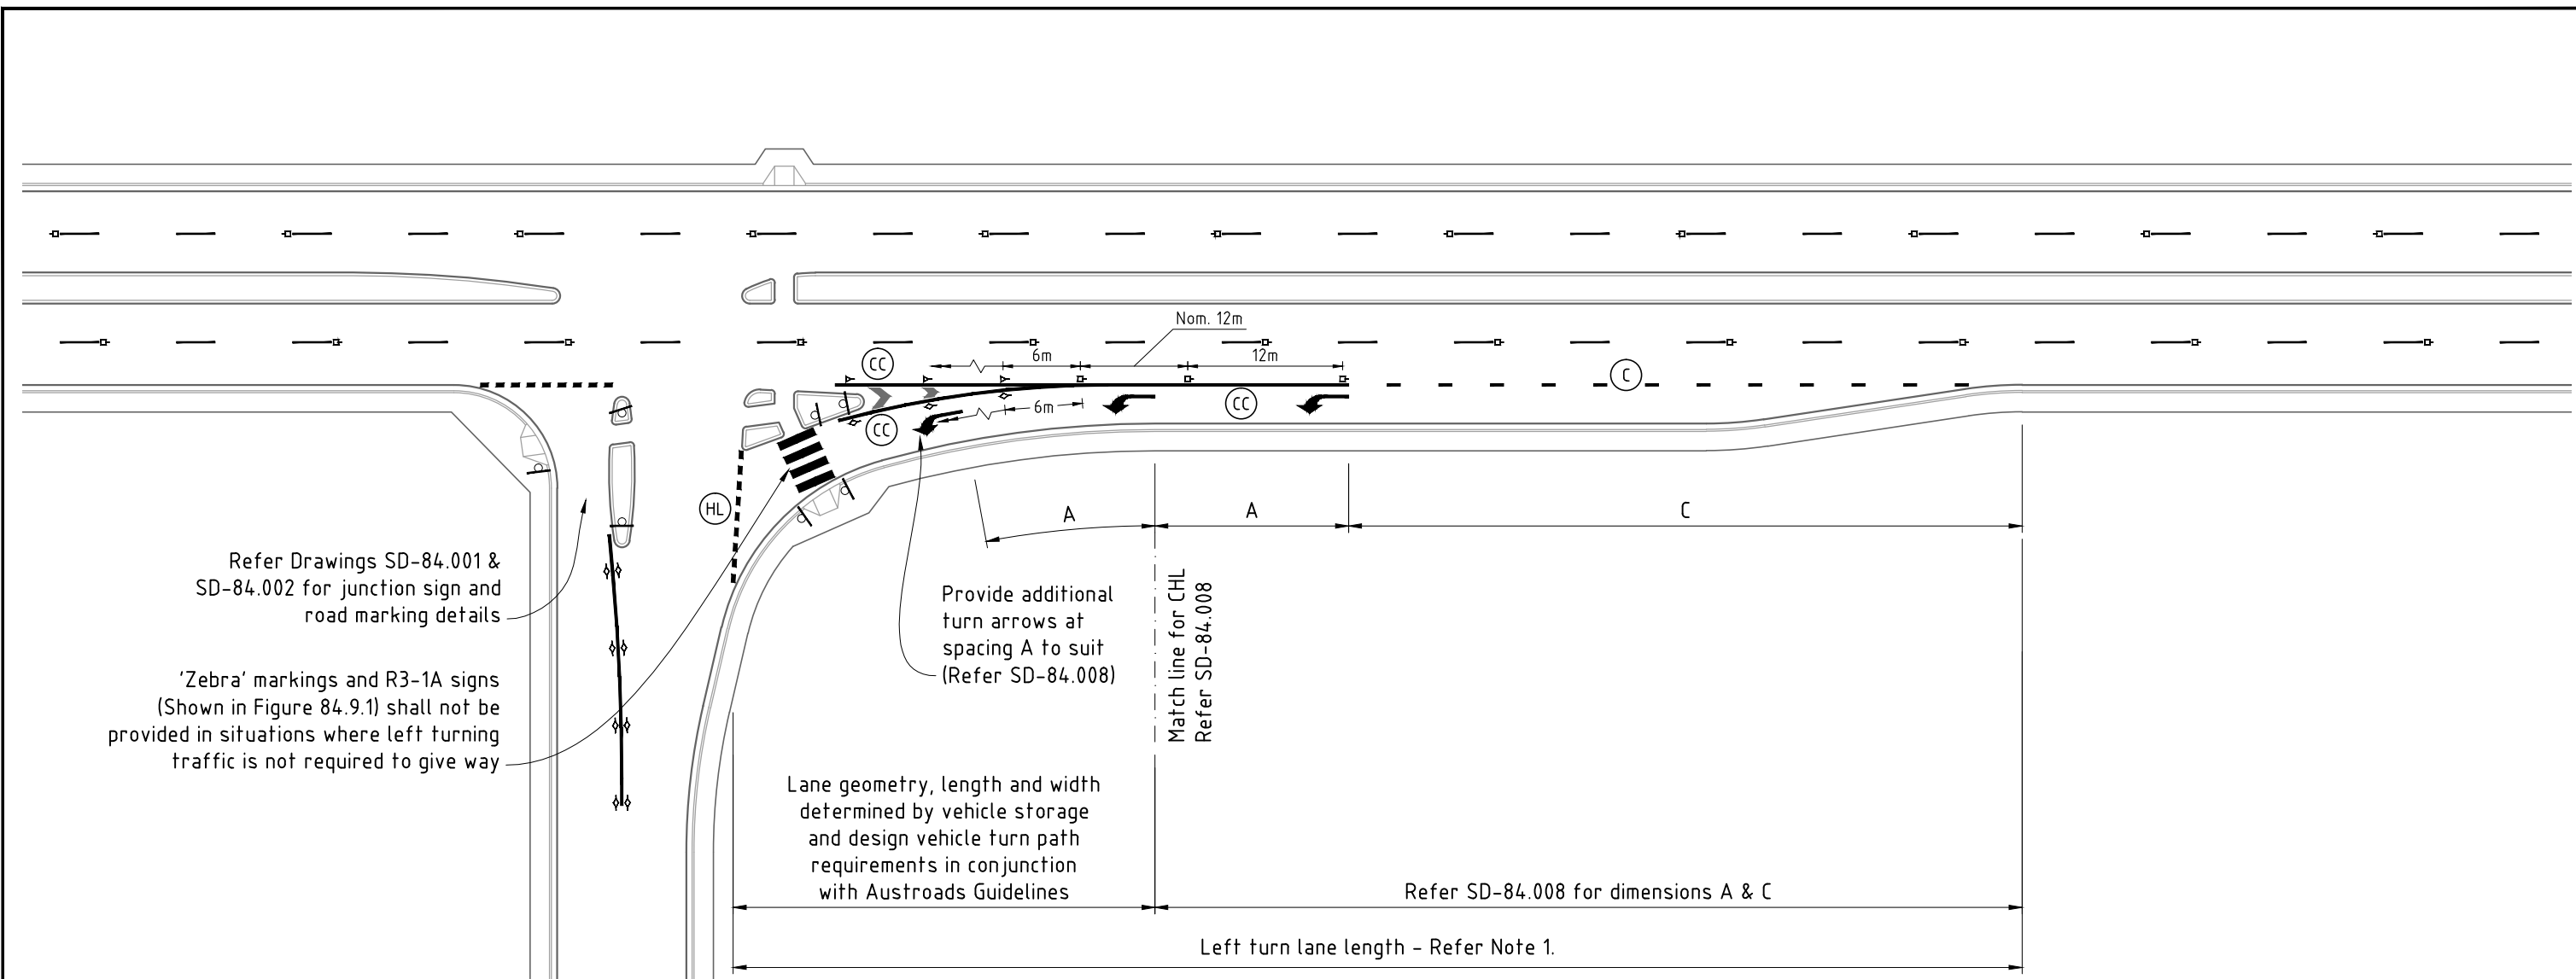 Nom. 12m
6m
12m
CC
C
6m
CC
CC
HL
A
A
C
Refer Drawings SD-84.001 &
SD-84.002 for junction sign and
road marking details
Provide additional
turn arrows at
spacing A to suit
(Refer SD-84.008)
Match line for CHL
Refer SD-84.008
'Zebra' markings and R3-1A signs
(Shown in Figure 84.9.1) shall not be
provided in situations where left turning
traffic is not required to give way
Lane geometry, length and width
determined by vehicle storage
and design vehicle turn path
requirements in conjunction
with Austroads Guidelines
Refer SD-84.008 for dimensions A & C
Left turn lane length - Refer Note 1.